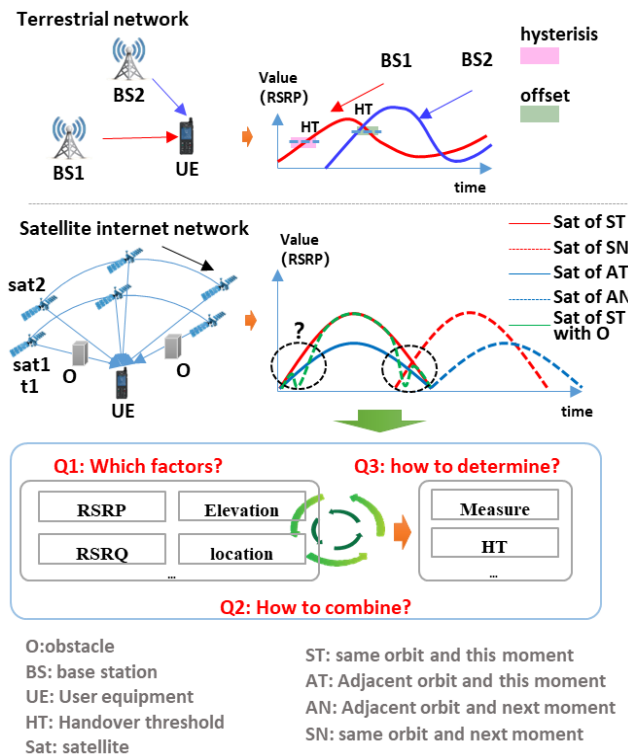 Terrestrial network
BS2
BS1
UE
Value
(RSRP)
HT
HT
BS1
BS2
time
hysterisis
offset
Satellite internet network
sat2
sat1
t1
O
O
UE
Value
(RSRP)
?
time
Sat of ST
Sat of SN
Sat of AT
Sat of AN
Sat of ST
with O
Q1: Which factors?
Q3: how to determine?
RSRP
Elevation
RSRQ
location
...
Measure
HT
...
Q2: How to combine?
O:obstacle
BS: base station
UE: User equipment
HT: Handover threshold
Sat: satellite
ST: same orbit and this moment
AT: Adjacent orbit and this moment
AN: Adjacent orbit and next moment
SN: same orbit and next moment